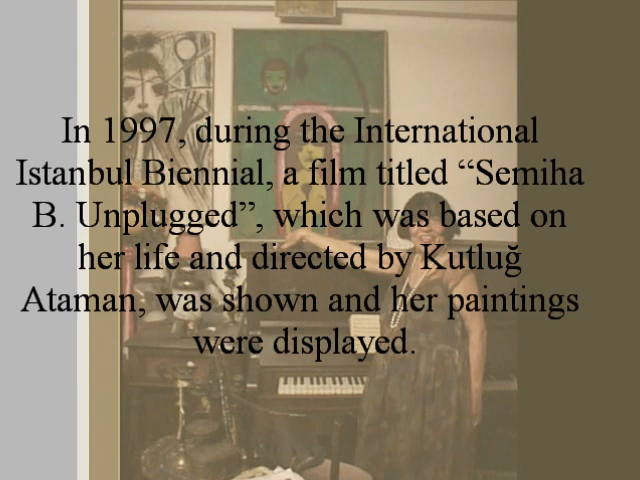 In 1997, during the International
Istanbul Biennial, a film titled “Semiha
B. Unplugged”, which was based on
her life and directed by Kutluğ
Ataman, was shown and her paintings
were displayed.